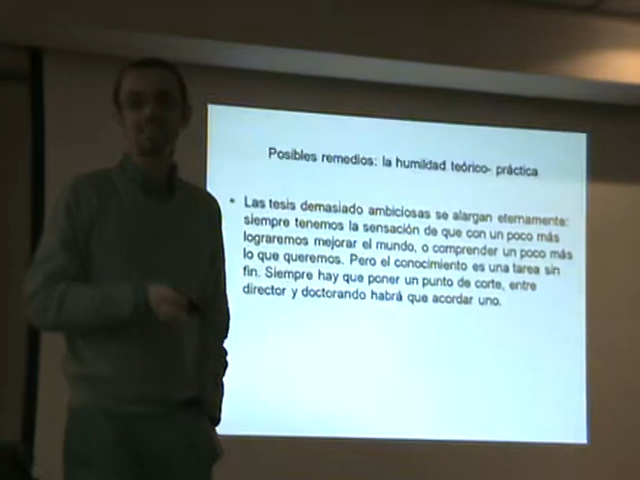 Posibles remedios: la humildad teórico- práctica
• Las tesis demasiado ambiciosas se alargan eternamente:
siempre tenemos la sensación de que con un poco más
lograremos mejorar el mundo, o comprender un poco más
lo que queremos. Pero el conocimiento es una tarea sin
fin. Siempre hay que poner un punto de corte, entre
director y doctorando habrá que acordar uno.